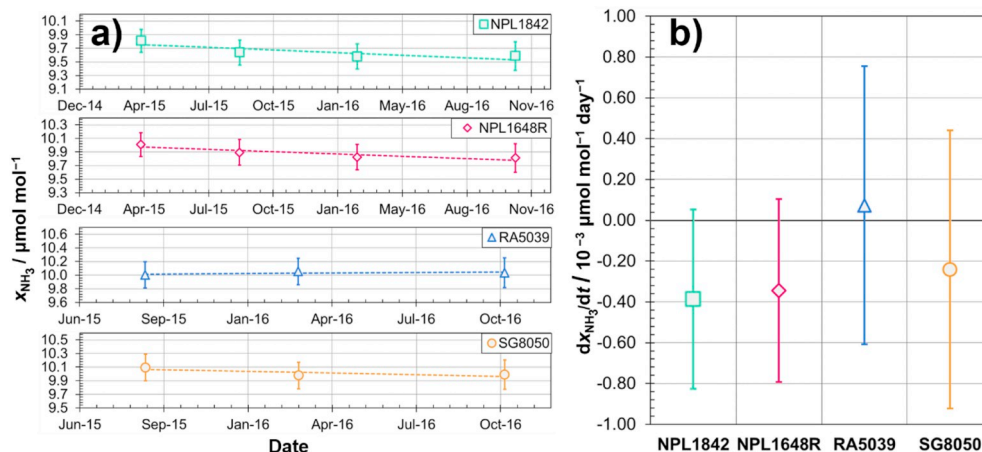 a)
xNH₃ / µmol mol⁻¹
10.1
9.9
9.7
9.5
9.3
9.1
NPL1842
Dec-14 Apr-15 Jul-15 Oct-15 Jan-16 May-16 Aug-16 Nov-16
10.3
10.1
9.9
9.7
9.5
9.3
NPL1648R
Dec-14 Apr-15 Jul-15 Oct-15 Jan-16 May-16 Aug-16 Nov-16
10.6
10.4
10.2
10.0
9.8
9.6
RA5039
Jun-15 Sep-15 Jan-16 Apr-16 Jul-16 Oct-16
10.5
10.3
10.1
9.9
9.7
9.5
SG8050
Jun-15 Sep-15 Jan-16 Apr-16 Jul-16 Oct-16
Date
b)
dxNH₃/dt / 10⁻³ µmol mol⁻¹ day⁻¹
1.00
0.80
0.60
0.40
0.20
0.00
-0.20
-0.40
-0.60
-0.80
-1.00
NPL1842 NPL1648R RA5039 SG8050